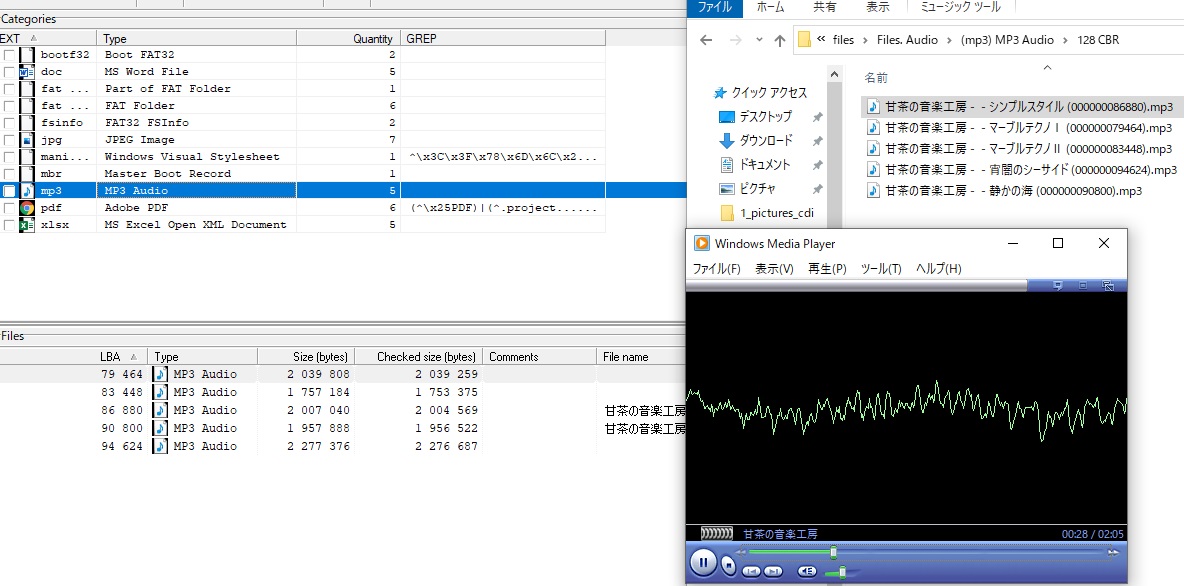 Categories
EXT Type Quantity GREP
bootf32 Boot FAT32 2
doc MS Word File 5
fat ... Part of FAT Folder 1
fat ... FAT Folder 6
fsinfo FAT32 FSInfo 2
jpg JPEG Image 7
mani... Windows Visual Stylesheet 1 ^\x3C\x3F\x78\x6D\x6C\x2...
mbr Master Boot Record 1
mp3 MP3 Audio 5
pdf Adobe PDF 6 (^\x25PDF)|(^.project......
xlsx MS Excel Open XML Document 5
Files
LBA Type Size (bytes) Checked size (bytes) Comments File name
79 464 MP3 Audio 2 039 808 2 039 259
83 448 MP3 Audio 1 757 184 1 753 375
86 880 MP3 Audio 2 007 040 2 004 569 甘茶の音楽工房
90 800 MP3 Audio 1 957 888 1 956 522 甘茶の音楽工房
94 624 MP3 Audio 2 277 376 2 276 687
ファイル ホーム 共有 表示 ミュージック ツール
« files › Files. Audio › (mp3) MP3 Audio › 128 CBR
クイック アクセス
デスクトップ
ダウンロード
ドキュメント
ピクチャ
1_pictures_cdi
名前
甘茶の音楽工房 - - シンプルスタイル (000000086880).mp3
甘茶の音楽工房 - - マーブルテクノⅠ (000000079464).mp3
甘茶の音楽工房 - - マーブルテクノⅡ (000000083448).mp3
甘茶の音楽工房 - - 宵闇のシーサイド (000000094624).mp3
甘茶の音楽工房 - - 静かの海 (000000090800).mp3
Windows Media Player
ファイル(F) 表示(V) 再生(P) ツール(T) ヘルプ(H)
甘茶の音楽工房 00:28 / 02:05